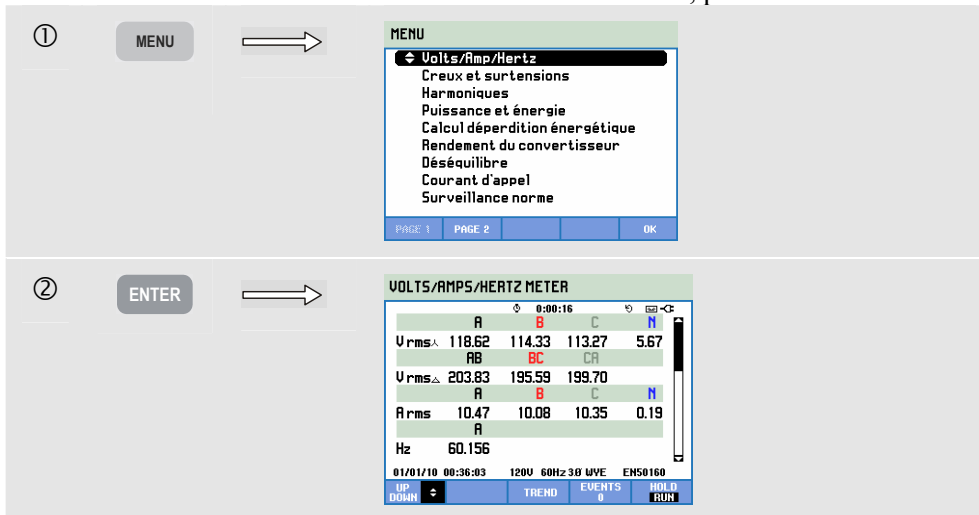 ① MENU
MENU
Volts/Amp/Hertz
Creux et surtensions
Harmoniques
Puissance et énergie
Calcul déperdition énergétique
Rendement du convertisseur
Déséquilibre
Courant d'appel
Surveillance norme
PAGE 1 PAGE 2 OK
② ENTER
VOLTS/AMPS/HERTZ METER
0:00:16
A B C N
V rms⅄ 118.62 114.33 113.27 5.67
AB BC CA
V rms△ 203.83 195.59 199.70
A B C N
A rms 10.47 10.08 10.35 0.19
A
Hz 60.156
01/01/10 00:36:03 120V 60Hz 3Ø WYE EN50160
UP DOWN TREND EVENTS 0 HOLD RUN